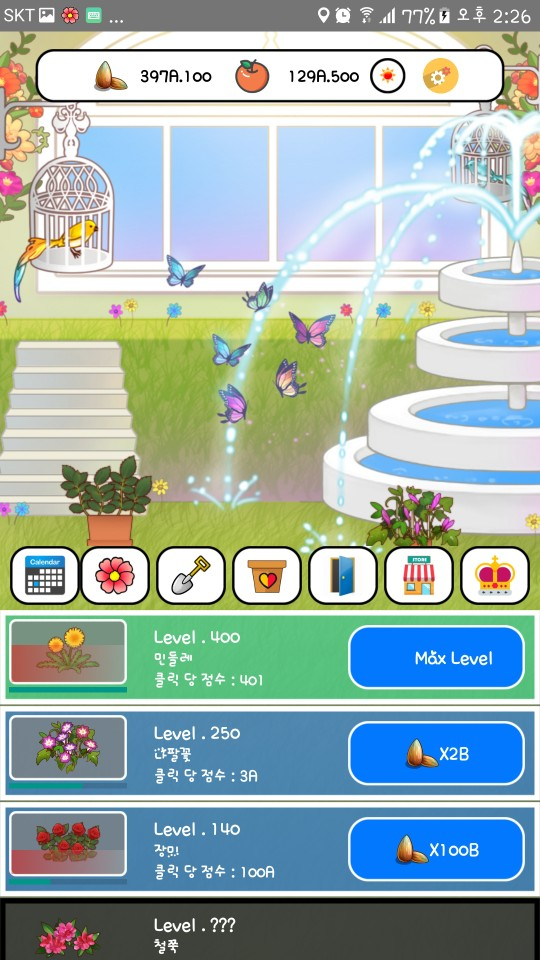 SKT ... 77% 오후 2:26
397A.100 129A.500
Calendar
STORE
Level . 400
민들레
클릭 당 점수 : 401
Max Level
Level . 250
나팔꽃
클릭 당 점수 : 3A
X2B
Level . 140
장미
클릭 당 점수 : 100A
X100B
Level . ???
철쭉